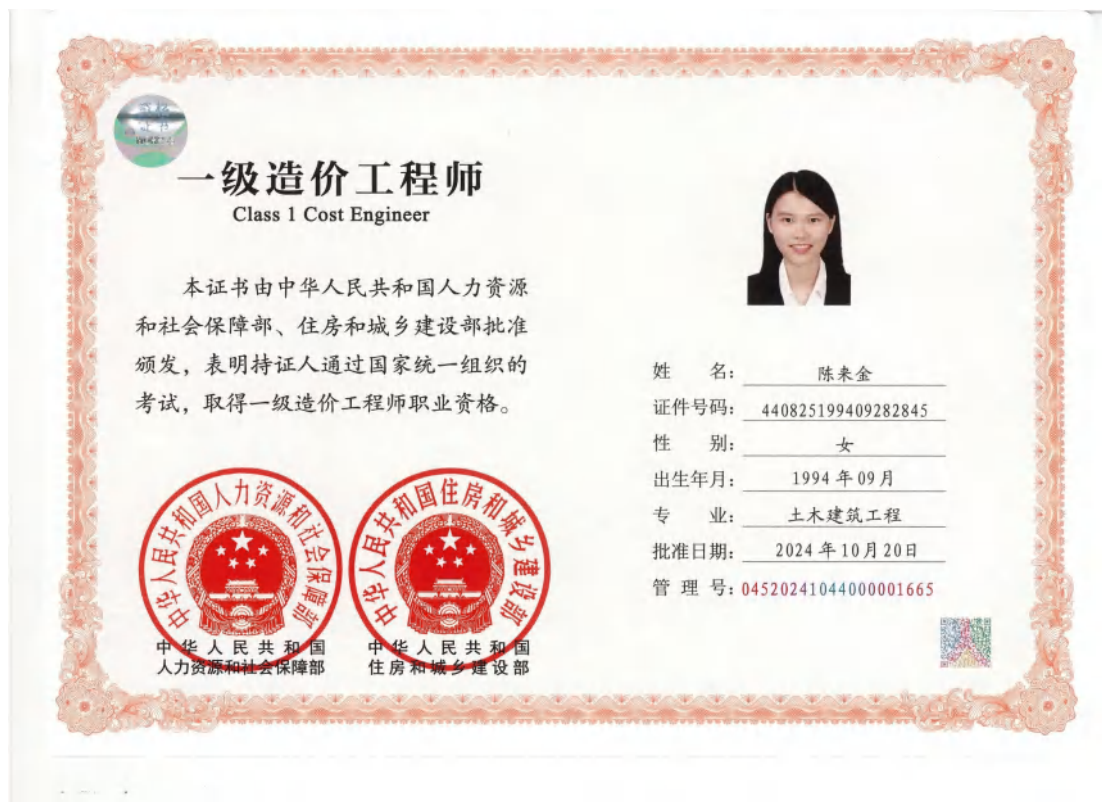 一级造价工程师
Class 1 Cost Engineer
本证书由中华人民共和国人力资源
和社会保障部、住房和城乡建设部批准
颁发，表明持证人通过国家统一组织的
考试，取得一级造价工程师职业资格。
中华人民共和国人力资源和社会保障部
中华人民共和国
人力资源和社会保障部
中华人民共和国住房和城乡建设部
中华人民共和国
住房和城乡建设部
姓 名： 陈来金
证件号码： 440825199409282845
性 别： 女
出生年月： 1994年09月
专 业： 土木建筑工程
批准日期： 2024年10月20日
管 理 号： 04520241044000001665